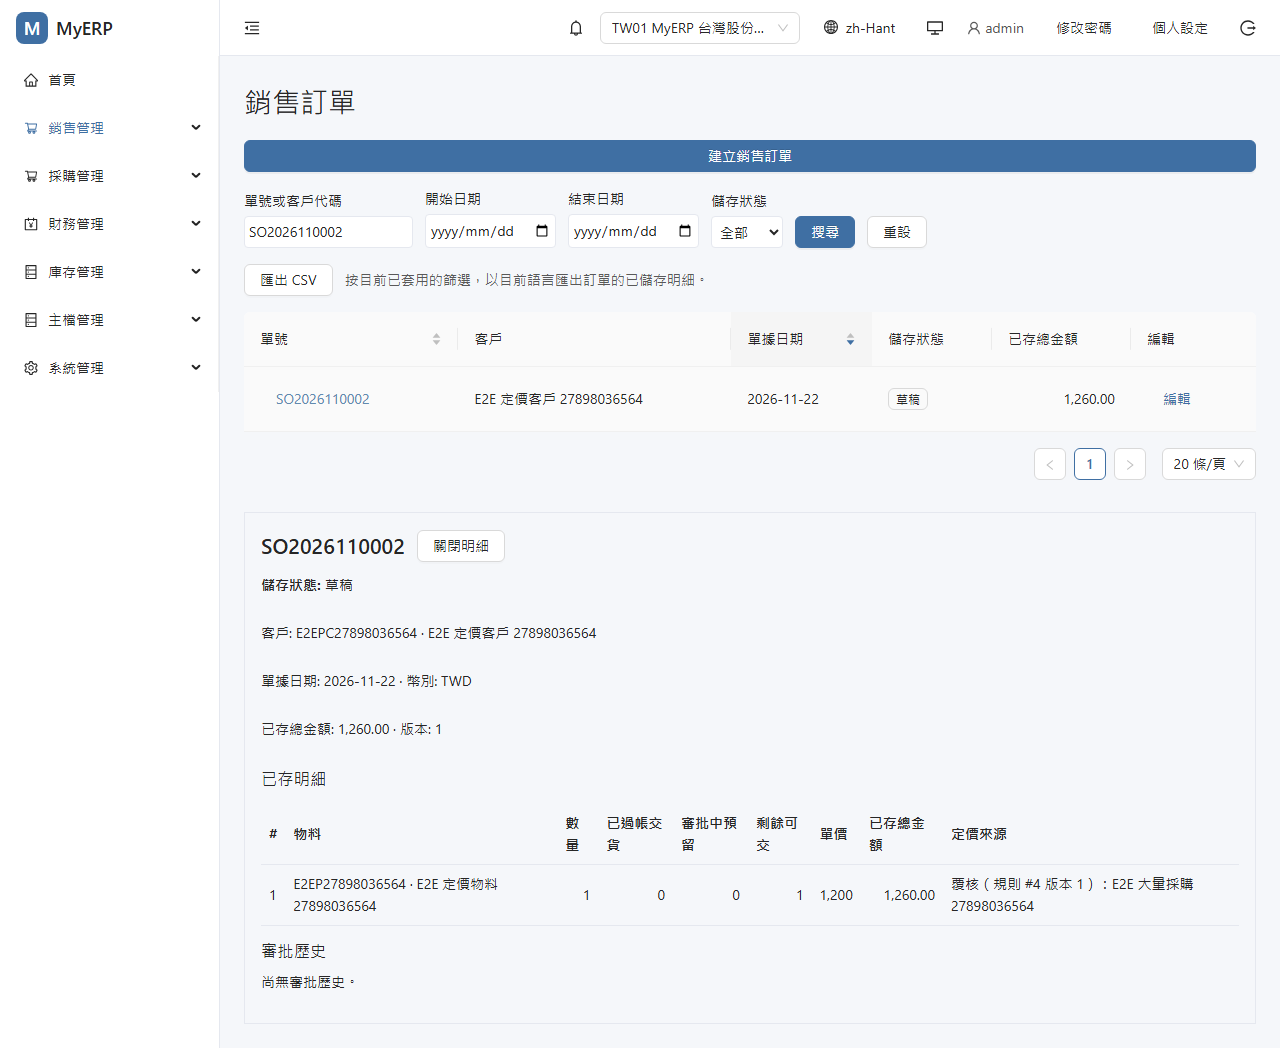 M MyERP
TW01 MyERP 台灣股份...
zh-Hant
admin
修改密碼
個人設定
首頁
銷售管理
採購管理
財務管理
庫存管理
主檔管理
系統管理
銷售訂單
建立銷售訂單
單號或客戶代碼
開始日期
結束日期
儲存狀態
SO2026110002
yyyy/mm/dd
yyyy/mm/dd
全部
搜尋
重設
匯出 CSV
按目前已套用的篩選，以目前語言匯出訂單的已儲存明細。
單號
客戶
單據日期
儲存狀態
已存總金額
編輯
SO2026110002
E2E 定價客戶 27898036564
2026-11-22
草稿
1,260.00
編輯
<
1
>
20 條/頁
SO2026110002
關閉明細
儲存狀態: 草稿
客戶: E2EPC27898036564 · E2E 定價客戶 27898036564
單據日期: 2026-11-22 · 幣別: TWD
已存總金額: 1,260.00 · 版本: 1
已存明細
#
物料
數
量
已過帳交
貨
審批中預
留
剩餘可
交
單價
已存總金
額
定價來源
1
E2EP27898036564 · E2E 定價物料
27898036564
1
0
0
1
1,200
1,260.00
覆核（規則 #4 版本 1）：E2E 大量採購
27898036564
審批歷史
尚無審批歷史。